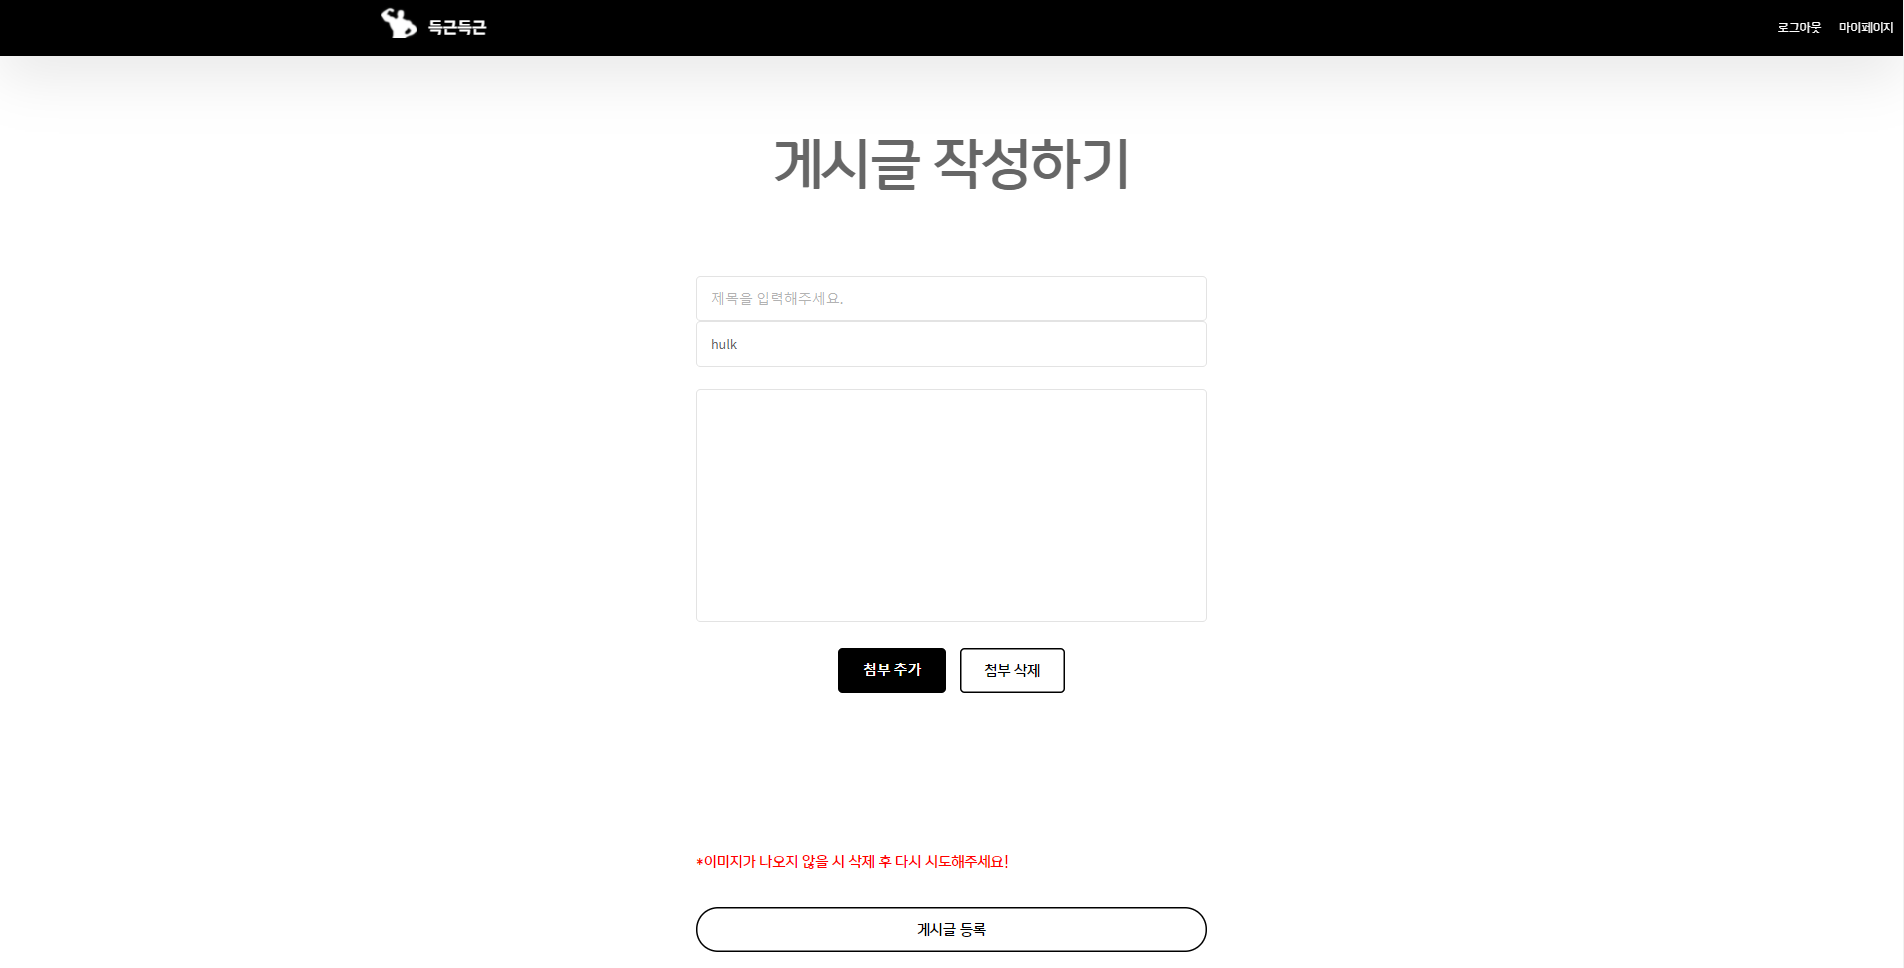 득근득근
로그아웃 마이페이지
게시글 작성하기
제목을 입력해주세요.
hulk
첨부 추가 첨부 삭제
*이미지가 나오지 않을 시 삭제 후 다시 시도해주세요!
게시글 등록